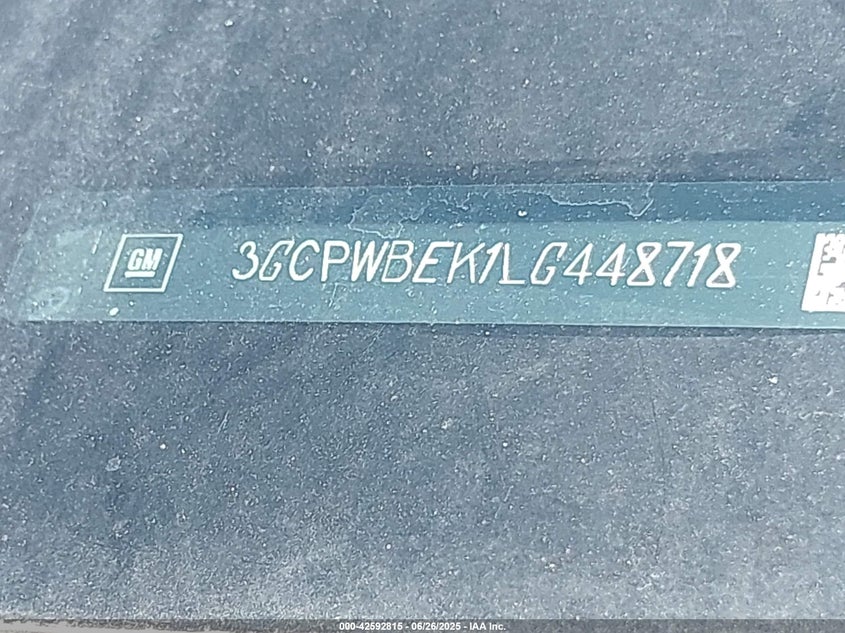 GM 3GCPWBEK1LG448718
000-42592815 - 06/26/2025 - IAA Inc.